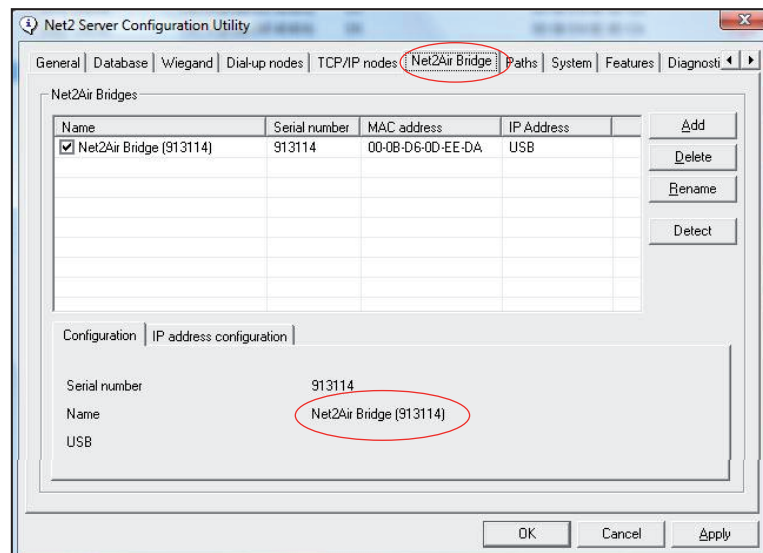 Net2 Server Configuration Utility
General Database Wiegand Dial-up nodes TCP/IP nodes Net2Air Bridge Paths System Features Diagnosti
Net2Air Bridges
Name Serial number MAC address IP Address
Net2Air Bridge (913114) 913114 00-0B-D6-0D-EE-DA USB
Add
Delete
Rename
Detect
Configuration IP address configuration
Serial number 913114
Name Net2Air Bridge (913114)
USB
OK Cancel Apply